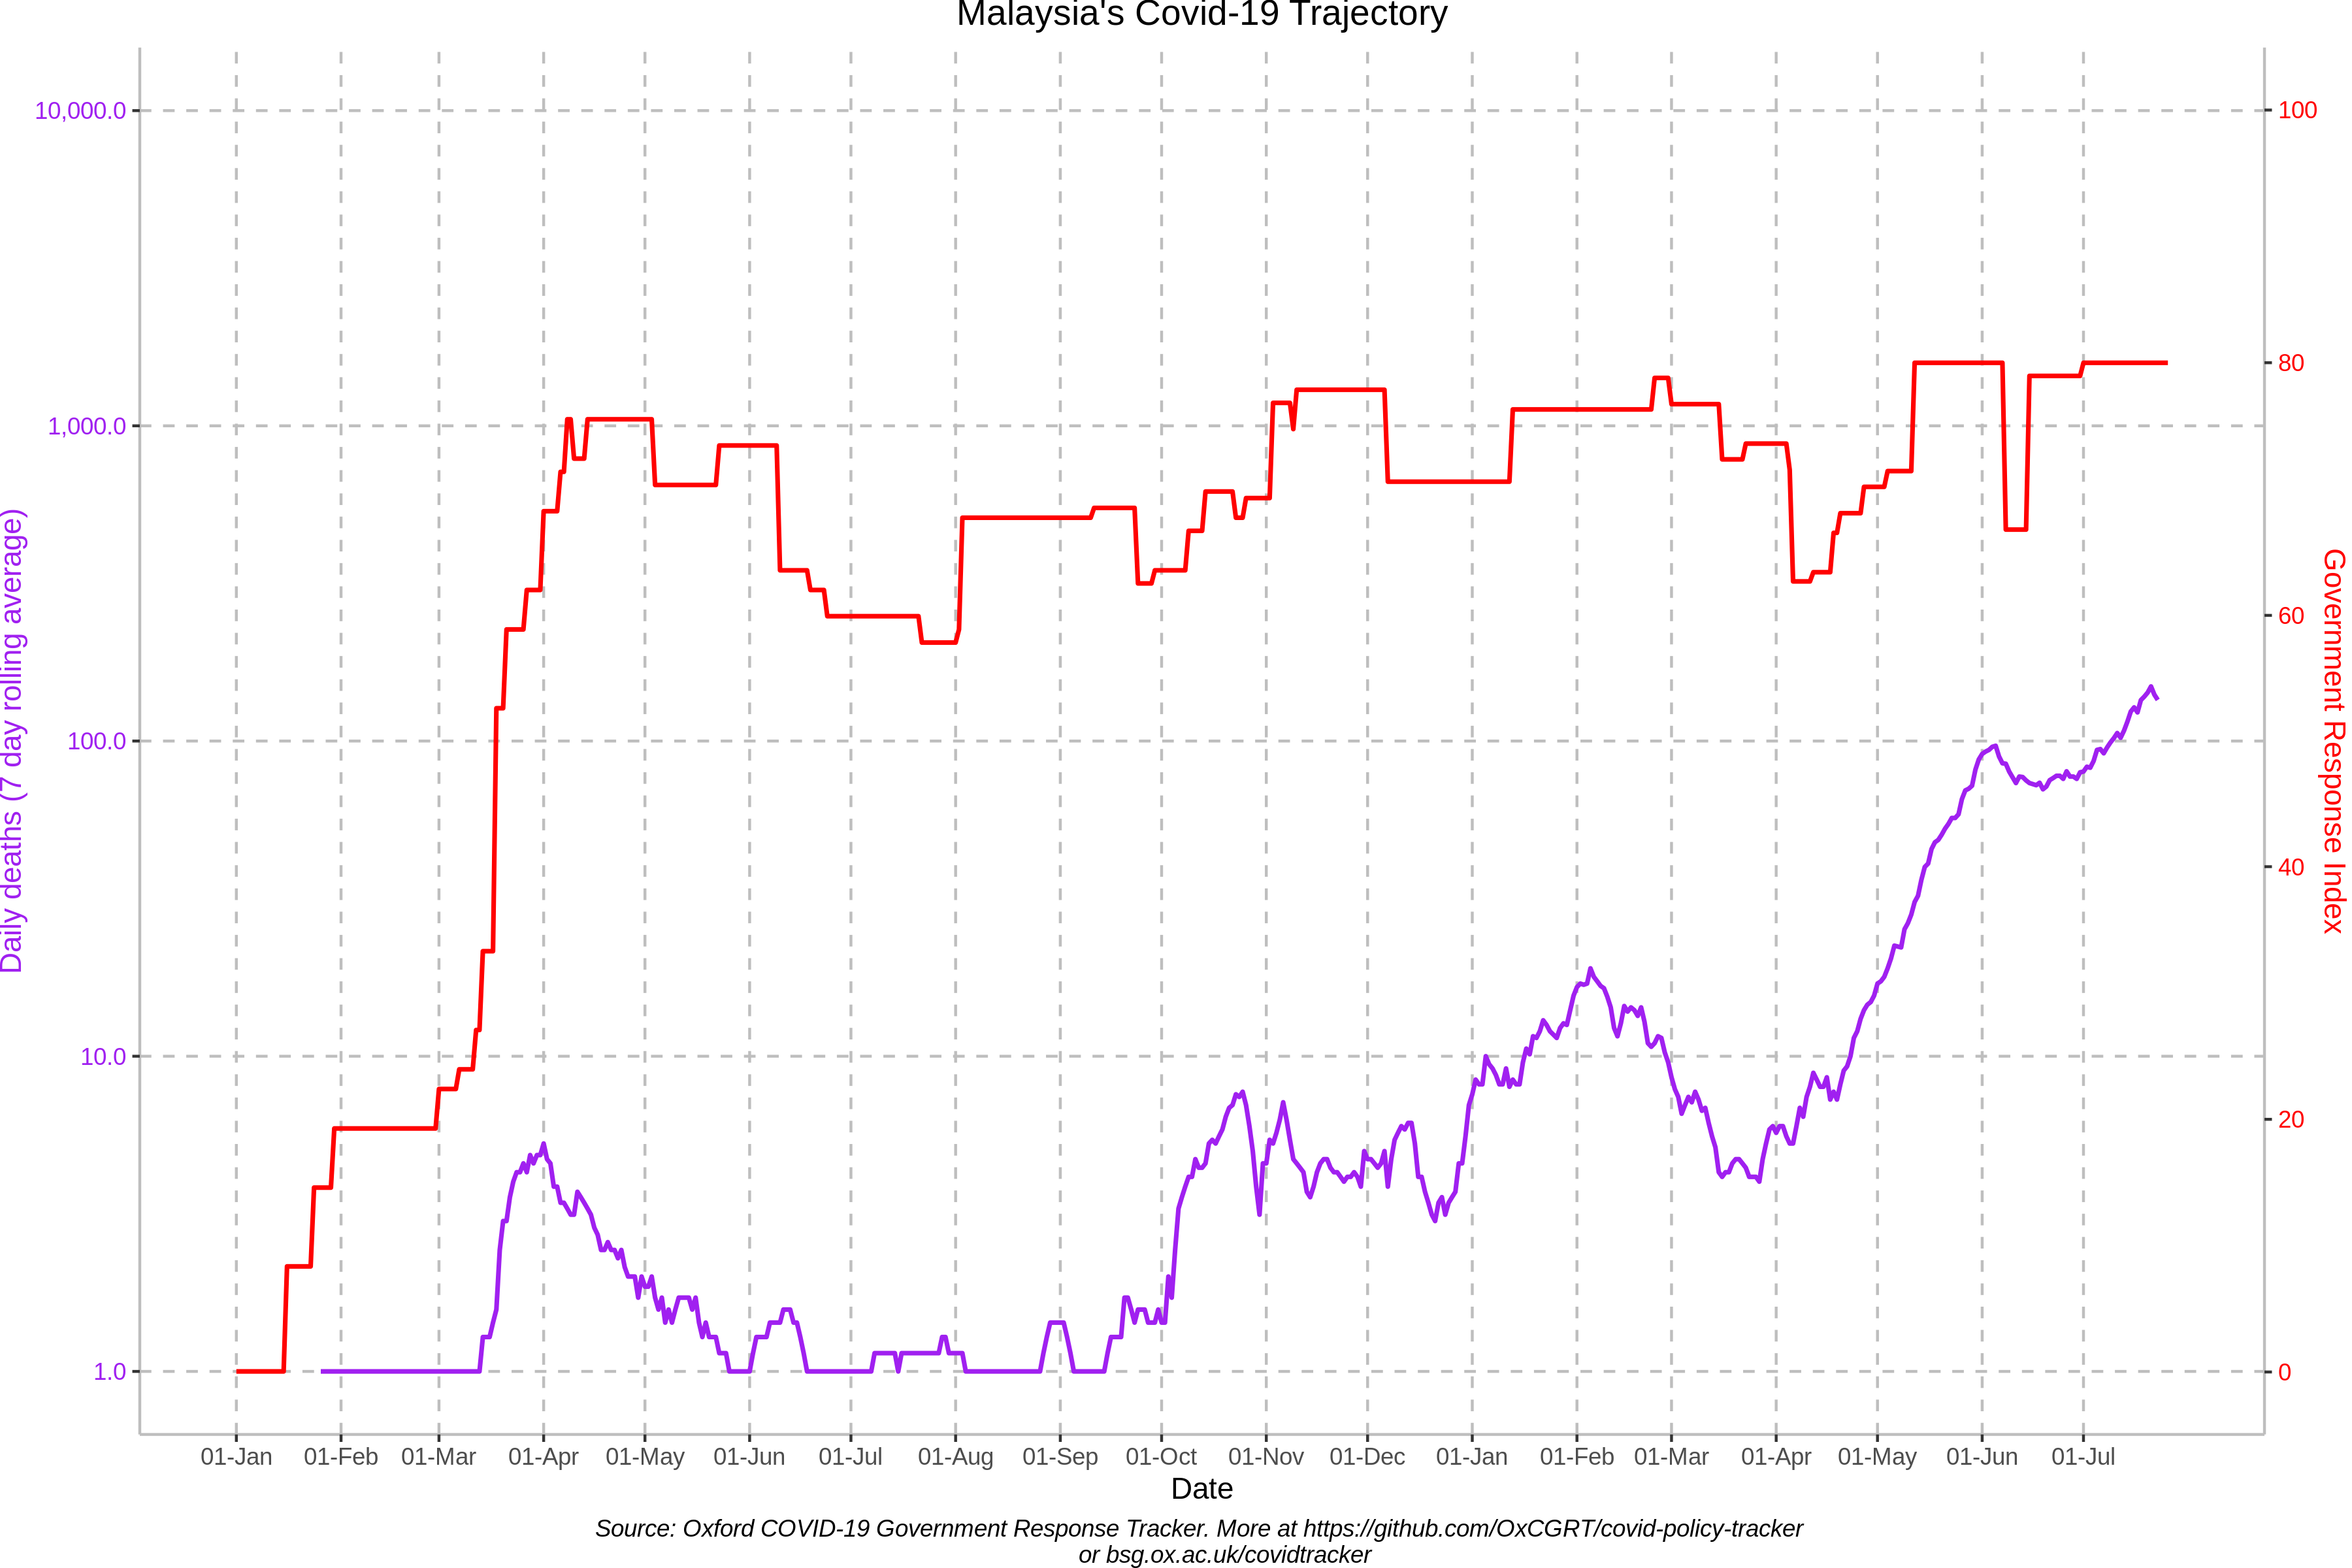 Malaysia's Covid-19 Trajectory
10,000.0
1,000.0
100.0
10.0
1.0
Daily deaths (7 day rolling average)
100
80
60
40
20
0
Government Response Index
01-Jan 01-Feb 01-Mar 01-Apr 01-May 01-Jun 01-Jul 01-Aug 01-Sep 01-Oct 01-Nov 01-Dec 01-Jan 01-Feb 01-Mar 01-Apr 01-May 01-Jun 01-Jul
Date
Source: Oxford COVID-19 Government Response Tracker. More at https://github.com/OxCGRT/covid-policy-tracker
or bsg.ox.ac.uk/covidtracker